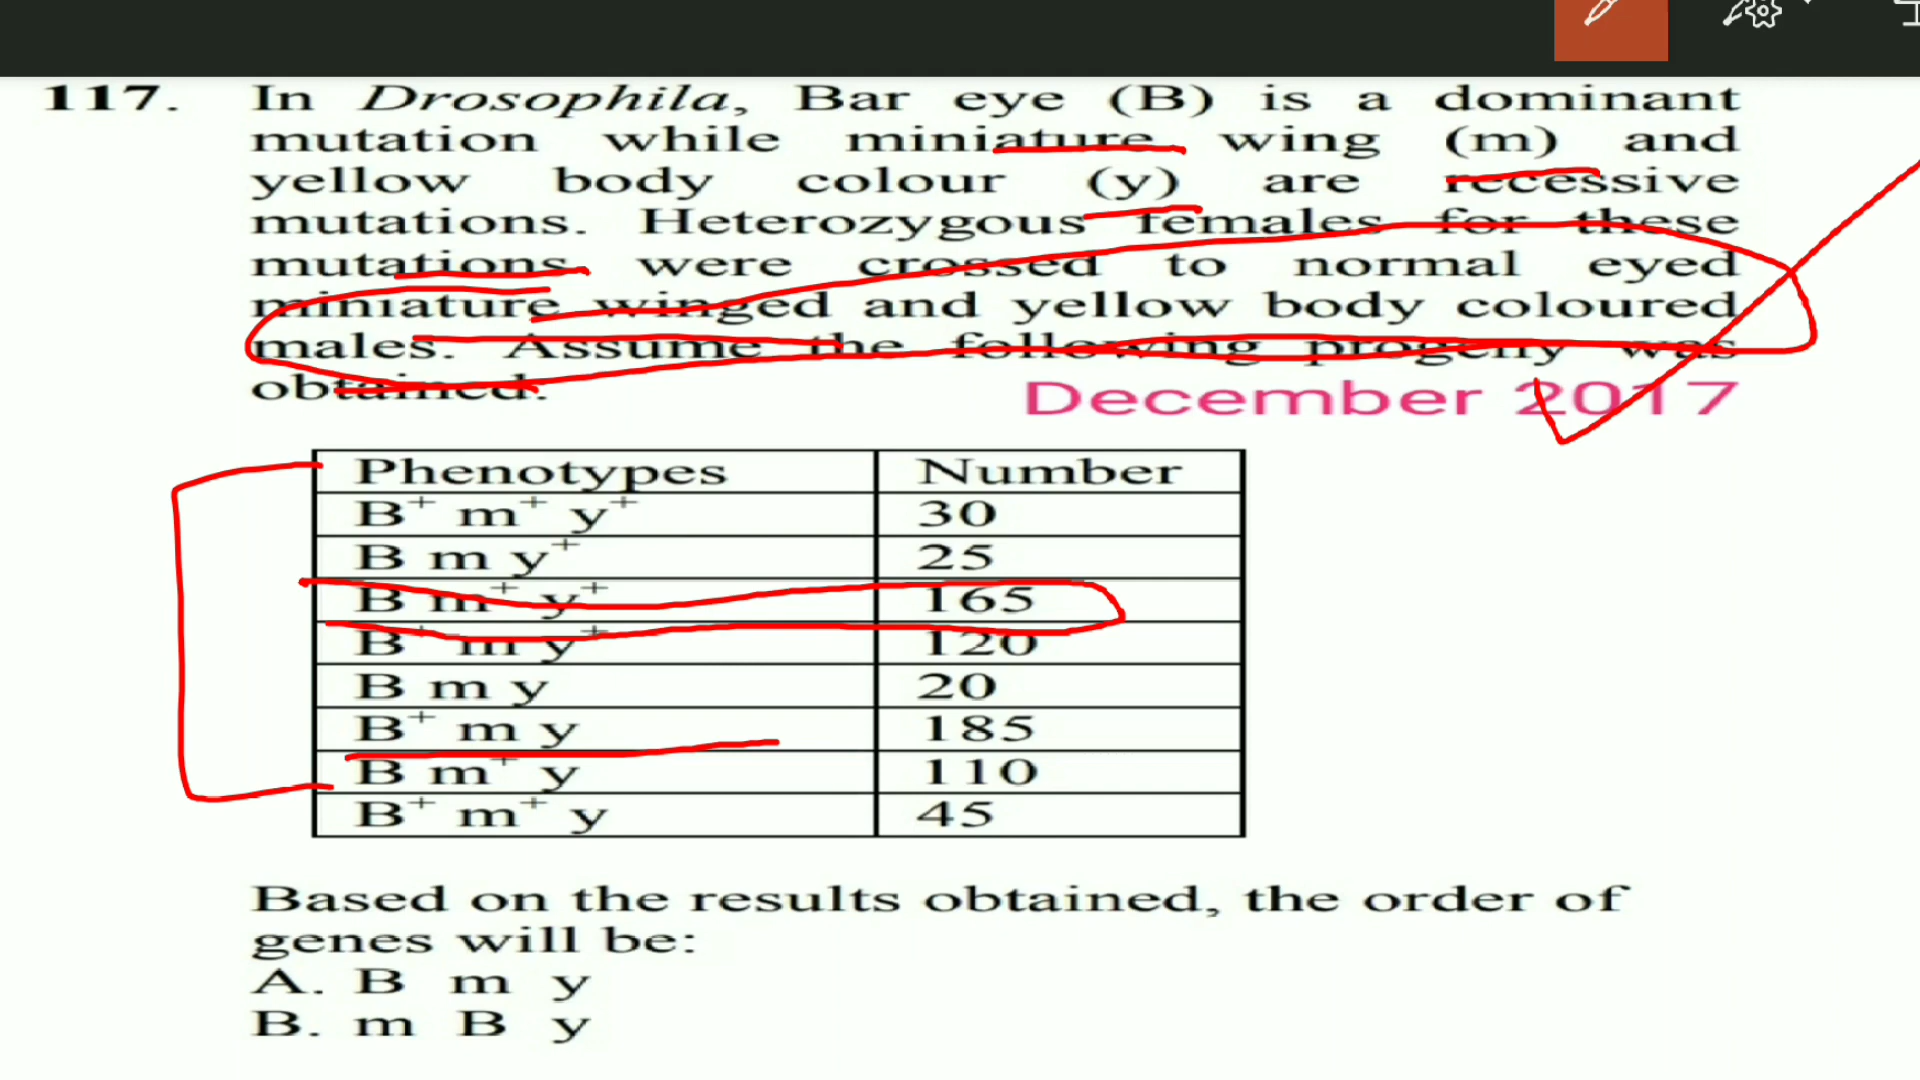 117. In Drosophila, Bar eye (B) is a dominant
mutation while miniature wing (m) and
yellow body colour (y) are recessive
mutations. Heterozygous females for these
mutations were crossed to normal eyed
miniature winged and yellow body coloured
males. Assume the following progeny was
obtained.
December 2017
Phenotypes Number
B⁺ m⁺ y⁺ 30
B m y⁺ 25
B m⁺ y⁺ 165
B⁺ m y⁺ 120
B m y 20
B⁺ m y 185
B m⁺ y 110
B⁺ m⁺ y 45
Based on the results obtained, the order of
genes will be:
A. B m y
B. m B y